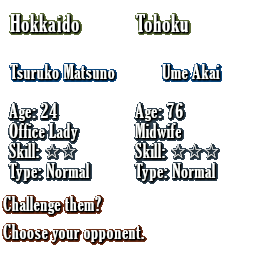 Hokkaido Tohoku
Tsuruko Matsuno Ume Akai
Age: 24 Age: 76
Office Lady Midwife
Skill: ☆☆ Skill: ☆☆☆
Type: Normal Type: Normal
Challenge them?
Choose your opponent.